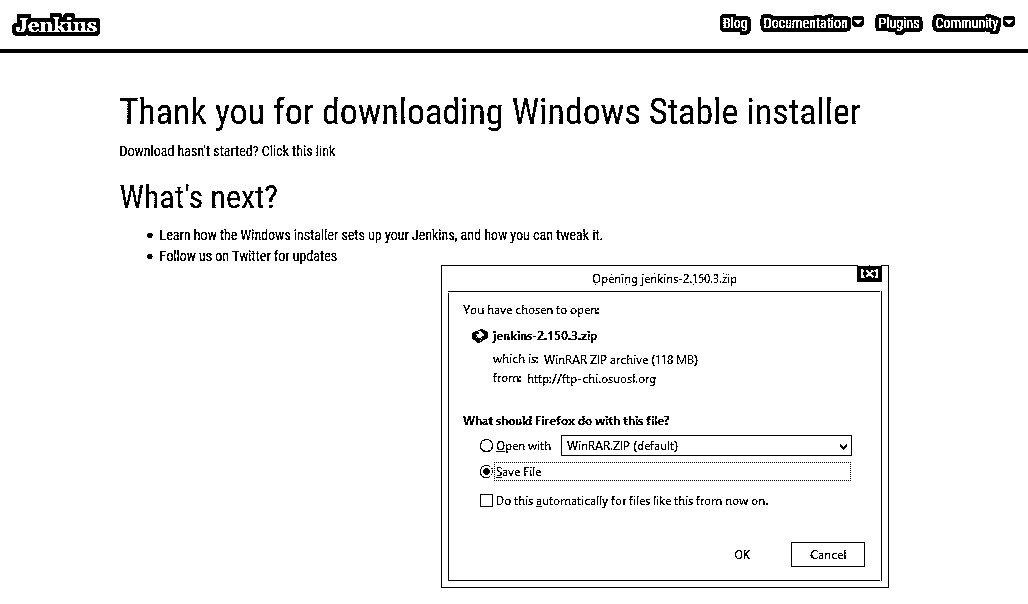 Jenkins
Blog Documentation Plugins Community
Thank you for downloading Windows Stable installer
Download hasn't started? Click this link
What's next?
Learn how the Windows installer sets up your Jenkins, and how you can tweak it.
Follow us on Twitter for updates
Opening jenkins-2.150.3.zip
You have chosen to open:
jenkins-2.150.3.zip
which is: WinRAR ZIP archive (118 MB)
from: http://ftp-chi.osuosl.org
What should Firefox do with this file?
Open with WinRAR.ZIP (default)
Save File
Do this automatically for files like this from now on.
OK Cancel